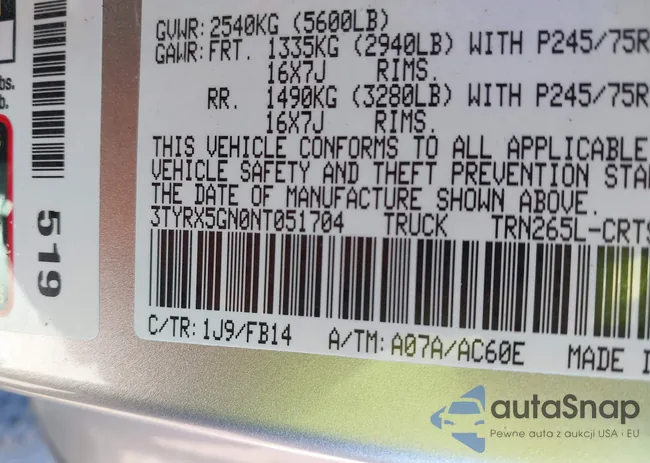 GVWR: 2540KG (5600LB)
GAWR: FRT. 1335KG (2940LB) WITH P245/75R
16X7J RIMS.
RR. 1490KG (3280LB) WITH P245/75R
16X7J RIMS.
THIS VEHICLE CONFORMS TO ALL APPLICABLE
VEHICLE SAFETY AND THEFT PREVENTION STA
THE DATE OF MANUFACTURE SHOWN ABOVE.
3TYRX5GN0NT051704 TRUCK TRN265L-CRTS
C/TR: 1J9/FB14 A/TM: A07A/AC60E MADE I
bs.
b.
519
autaSnap
Pewne auta z aukcji USA i EU